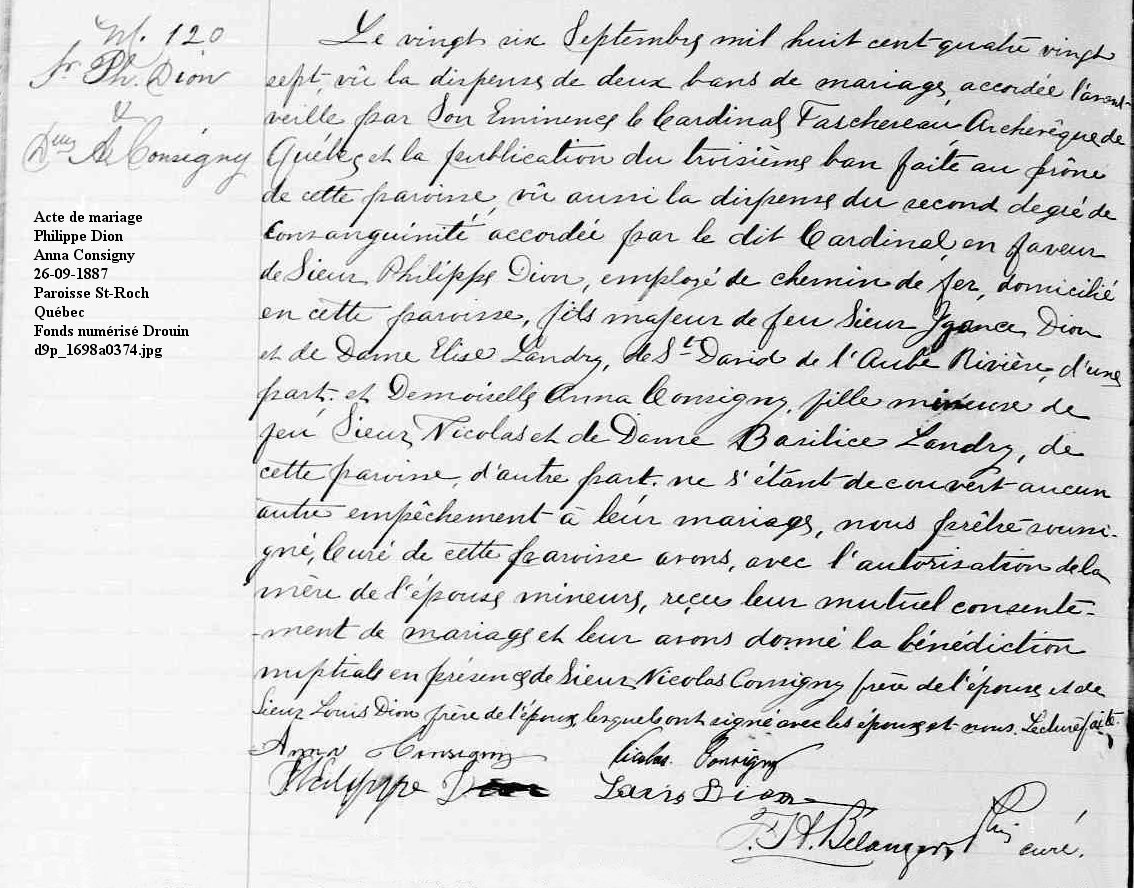 M. 120
Sr Ph. Dion
&
Dlle A. Consigny
Acte de mariage
Philippe Dion
Anna Consigny
26-09-1887
Paroisse St-Roch
Québec
Fonds numérisé Drouin
d9p_1698a0374.jpg
Le vingt six Septembre mil huit cent quatre vingt
sept, vû la dispense de deux bans de mariage, accordée l'avant-
veille par Son Eminence le Cardinal Taschereau, Archevêque de
Québec, et la publication du troisième ban faite au prône
de cette paroisse, vû aussi la dispense du second degré de
consanguinité accordée par le dit Cardinal, en faveur
de Sieur Philippe Dion, employé de chemin de fer, domicilié
en cette paroisse, fils majeur de feu Sieur Ignace Dion
et de Dame Elise Landry, de St David de l'Aube Rivière, d'une
part. et Demoiselle Anna Consigny, fille mineure de
feu Sieur Nicolas et de Dame Basilice Landry, de
cette paroisse, d'autre part. ne s'étant decouvert aucun
autre empêchement à leur mariage, nous prêtre soussi-
gné, Curé de cette paroisse avons, avec l'autorisation de la
mère de l'épouse mineure, reçu leur mutuel consente-
-ment de mariage et leur avons donné la bénédiction
nuptiale en présence de Sieur Nicolas Consigny frère de l'épouse et de
Sieur Louis Dion frère de l'époux, lesquels ont signé avec les époux et nous. Lecture faite.
Anna Consigny Nicolas Consigny
Philippe Dion Louis Dion
F. H. Bélanger, Ptre curé.